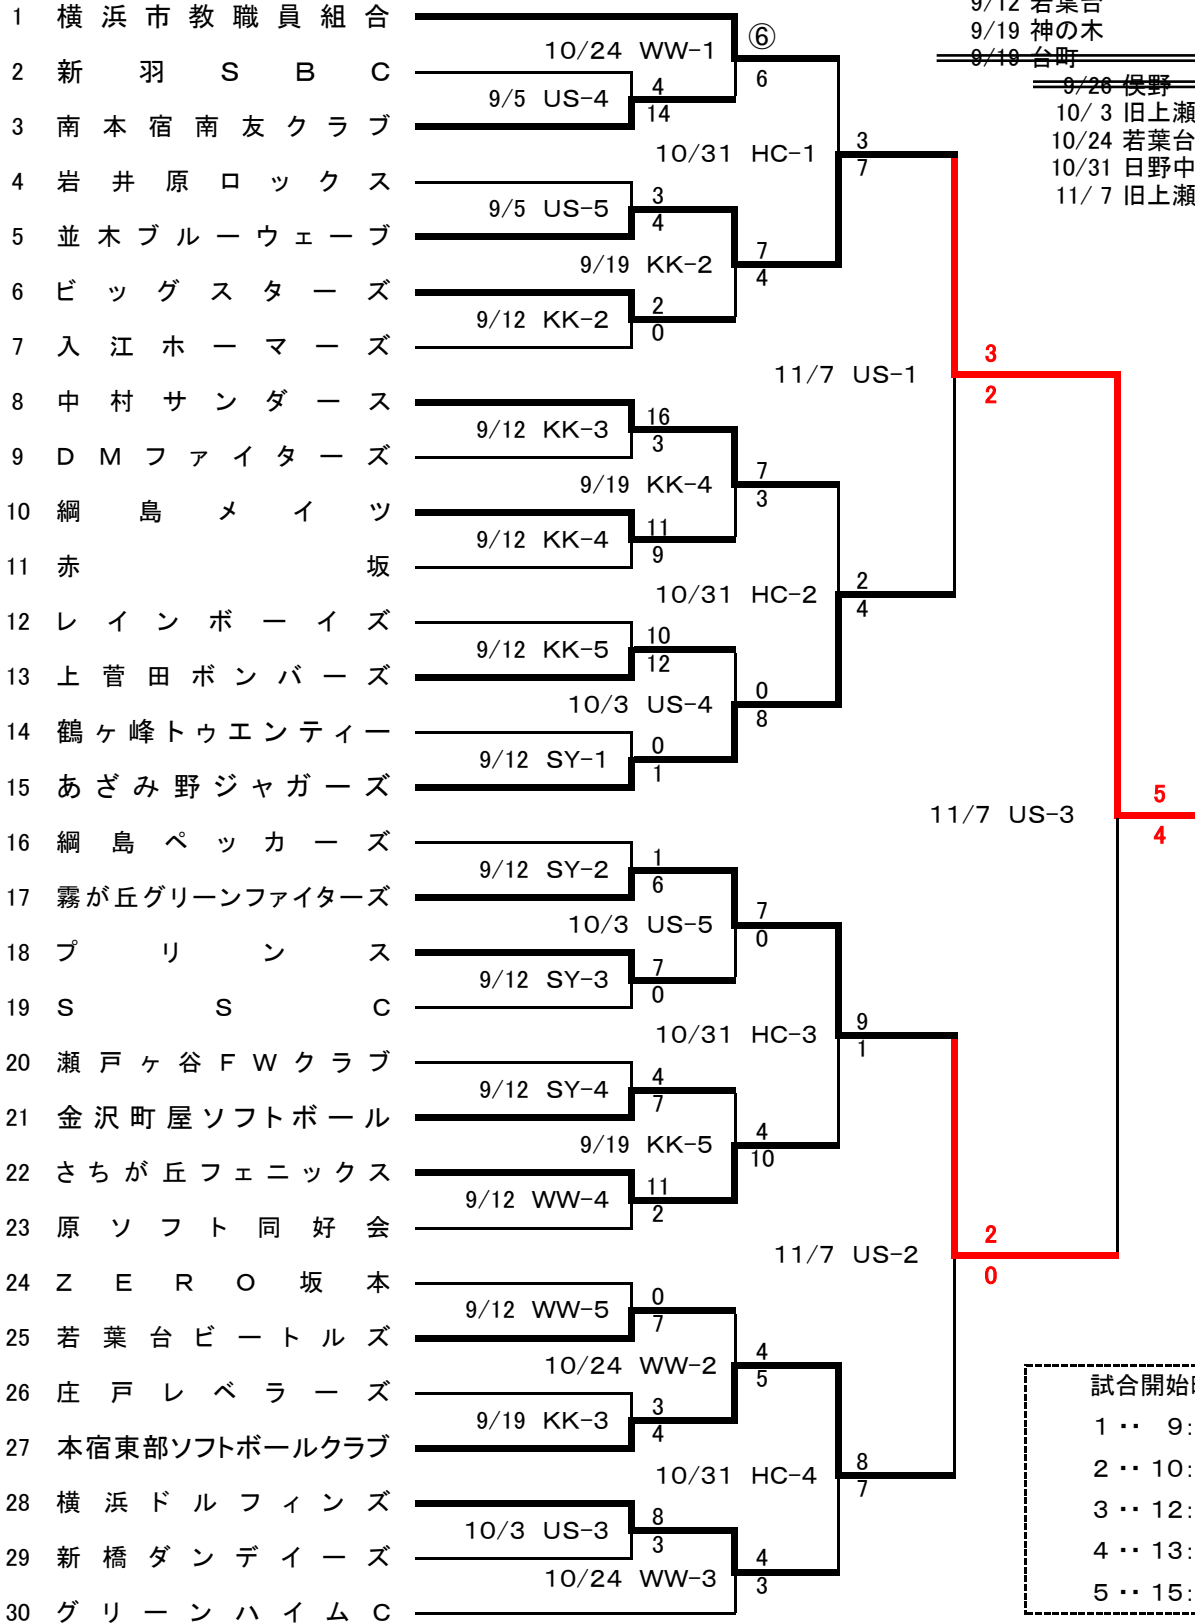 9/12 若葉台
1 横浜市教職員組合
9/19 神の木
10/24 WW-1
⑥
9/19 台町
2 新羽SBC
6
9/26 俣野
9/5 US-4
4
14
10/ 3 旧上瀬
3 南本宿南友クラブ
10/24 若葉台
10/31 HC-1
3
7
10/31 日野中
4 岩井原ロックス
11/ 7 旧上瀬
9/5 US-5
3
4
5 並木ブルーウェーブ
9/19 KK-2
7
4
6 ビッグスターズ
9/12 KK-2
2
0
7 入江ホーマーズ
11/7 US-1
3
2
8 中村サンダース
9/12 KK-3
16
3
9 DMファイターズ
9/19 KK-4
7
3
10 綱島メイツ
9/12 KK-4
11
9
11 赤坂
10/31 HC-2
2
4
12 レインボーイズ
9/12 KK-5
10
12
13 上菅田ボンバーズ
10/3 US-4
0
8
14 鶴ヶ峰トゥエンティー
9/12 SY-1
0
1
15 あざみ野ジャガーズ
11/7 US-3
5
4
16 綱島ペッカーズ
9/12 SY-2
1
6
17 霧が丘グリーンファイターズ
10/3 US-5
7
0
18 プリンス
9/12 SY-3
7
0
19 SSC
10/31 HC-3
9
1
20 瀬戸ヶ谷FWクラブ
9/12 SY-4
4
7
21 金沢町屋ソフトボール
9/19 KK-5
4
10
22 さちが丘フェニックス
9/12 WW-4
11
2
23 原ソフト同好会
11/7 US-2
2
0
24 ZERO坂本
9/12 WW-5
0
7
25 若葉台ビートルズ
10/24 WW-2
4
5
26 庄戸レベラーズ
9/19 KK-3
3
4
27 本宿東部ソフトボールクラブ
10/31 HC-4
8
7
28 横浜ドルフィンズ
10/3 US-3
8
3
29 新橋ダンデイーズ
10/24 WW-3
4
3
30 グリーンハイムC
試合開始
1 ‥ 9:
2 ‥ 10:
3 ‥ 12:
4 ‥ 13:
5 ‥ 15: